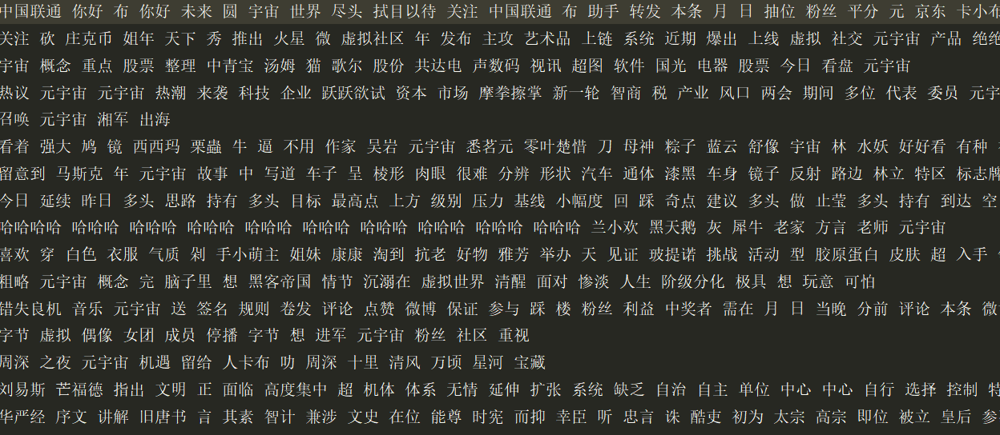 中国联通 你好 布 你好 未来 圆 宇宙 世界 尽头 拭目以待 关注 中国联通 布 助手 转发 本条 月 日 抽位 粉丝 平分 元 京东 卡小布
关注 砍 庄克币 姐年 天下 秀 推出 火星 微 虚拟社区 年 发布 主攻 艺术品 上链 系统 近期 爆出 上线 虚拟 社交 元宇宙 产品 绝绝
宇宙 概念 重点 股票 整理 中青宝 汤姆 猫 歌尔 股份 共达电 声数码 视讯 超图 软件 国光 电器 股票 今日 看盘 元宇宙
热议 元宇宙 元宇宙 热潮 来袭 科技 企业 跃跃欲试 资本 市场 摩拳擦掌 新一轮 智商 税 产业 风口 两会 期间 多位 代表 委员 元宇
召唤 元宇宙 湘军 出海
看着 强大 鸠 镜 西西玛 栗蟲 牛 逼 不用 作家 吴岩 元宇宙 悉茗元 零叶楚惜 刀 母神 粽子 蓝云 舒像 宇宙 林 水妖 好好看 有种
留意到 马斯克 年 元宇宙 故事 中 写道 车子 呈 棱形 肉眼 很难 分辨 形状 汽车 通体 漆黑 车身 镜子 反射 路边 林立 特区 标志牌
今日 延续 昨日 多头 思路 持有 多头 目标 最高点 上方 级别 压力 基线 小幅度 回 踩 奇点 建议 多头 做 止莹 多头 持有 到达 空
哈哈哈哈 哈哈哈 哈哈哈 哈哈哈 哈哈哈 哈哈哈 哈哈哈 哈哈哈 哈哈哈 哈哈哈 兰小欢 黑天鹅 灰 犀牛 老家 方言 老师 元宇宙
喜欢 穿 白色 衣服 气质 剁 手小萌主 姐妹 康康 淘到 抗老 好物 雅芳 举办 天 见证 玻提诺 挑战 活动 型 胶原蛋白 皮肤 超 入手
粗略 元宇宙 概念 完 脑子里 想 黑客帝国 情节 沉溺在 虚拟世界 清醒 面对 惨淡 人生 阶级分化 极具 想 玩意 可怕
错失良机 音乐 元宇宙 送 签名 规则 卷发 评论 点赞 微博 保证 参与 踩 楼 粉丝 利益 中奖者 需在 月 日 当晚 分前 评论 本条 微
字节 虚拟 偶像 女团 成员 停播 字节 想 进军 元宇宙 粉丝 社区 重视
周深 之夜 元宇宙 机遇 留给 人卡布 叻 周深 十里 清风 万顷 星河 宝藏
刘易斯 芒福德 指出 文明 正 面临 高度集中 超 机体 体系 无情 延伸 扩张 系统 缺乏 自治 自主 单位 中心 中心 自行 选择 控制 特
华严经 序文 讲解 旧唐书 言 其素 智计 兼涉 文史 在位 能尊 时宪 而抑 幸臣 听 忠言 诛 酷吏 初为 太宗 高宗 即位 被立 皇后 参